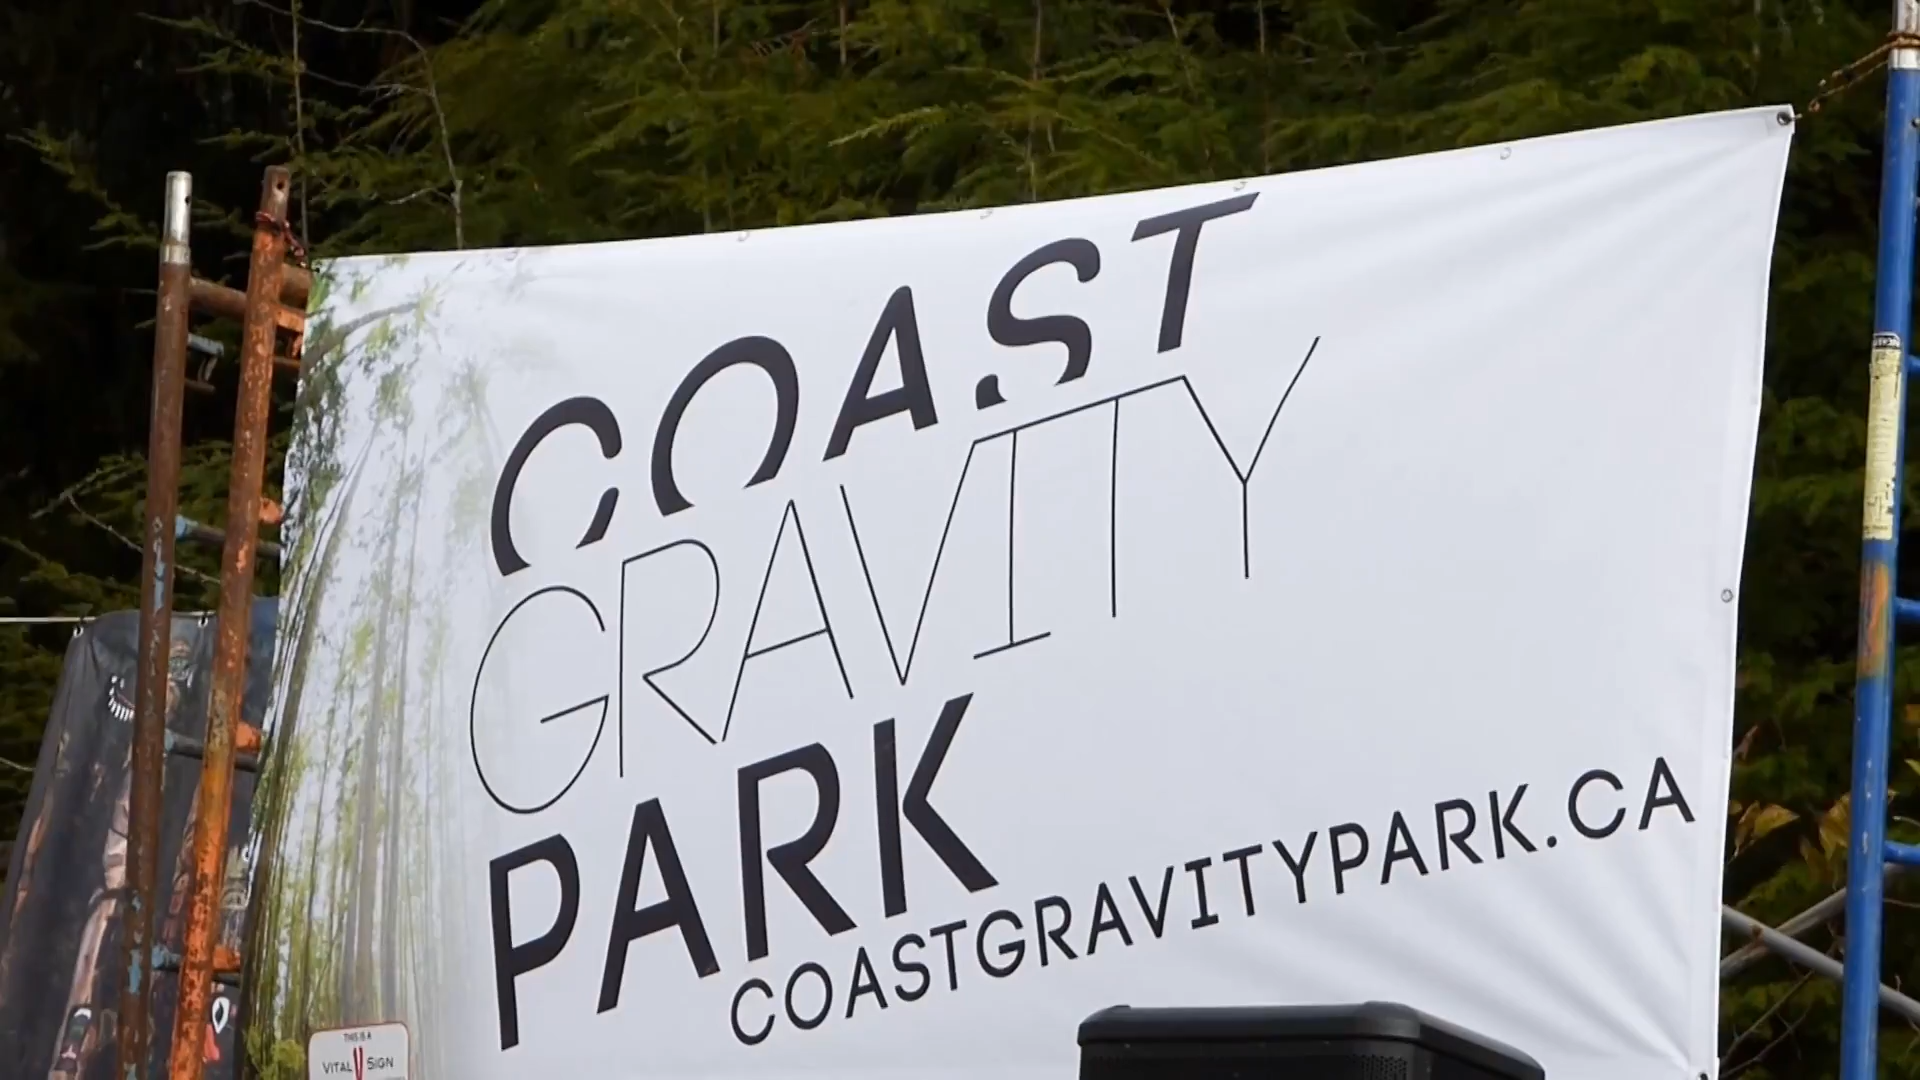 COAST
GRAVITY
PARK
COASTGRAVITYPARK.CA
THIS IS A
VITAL SIGN